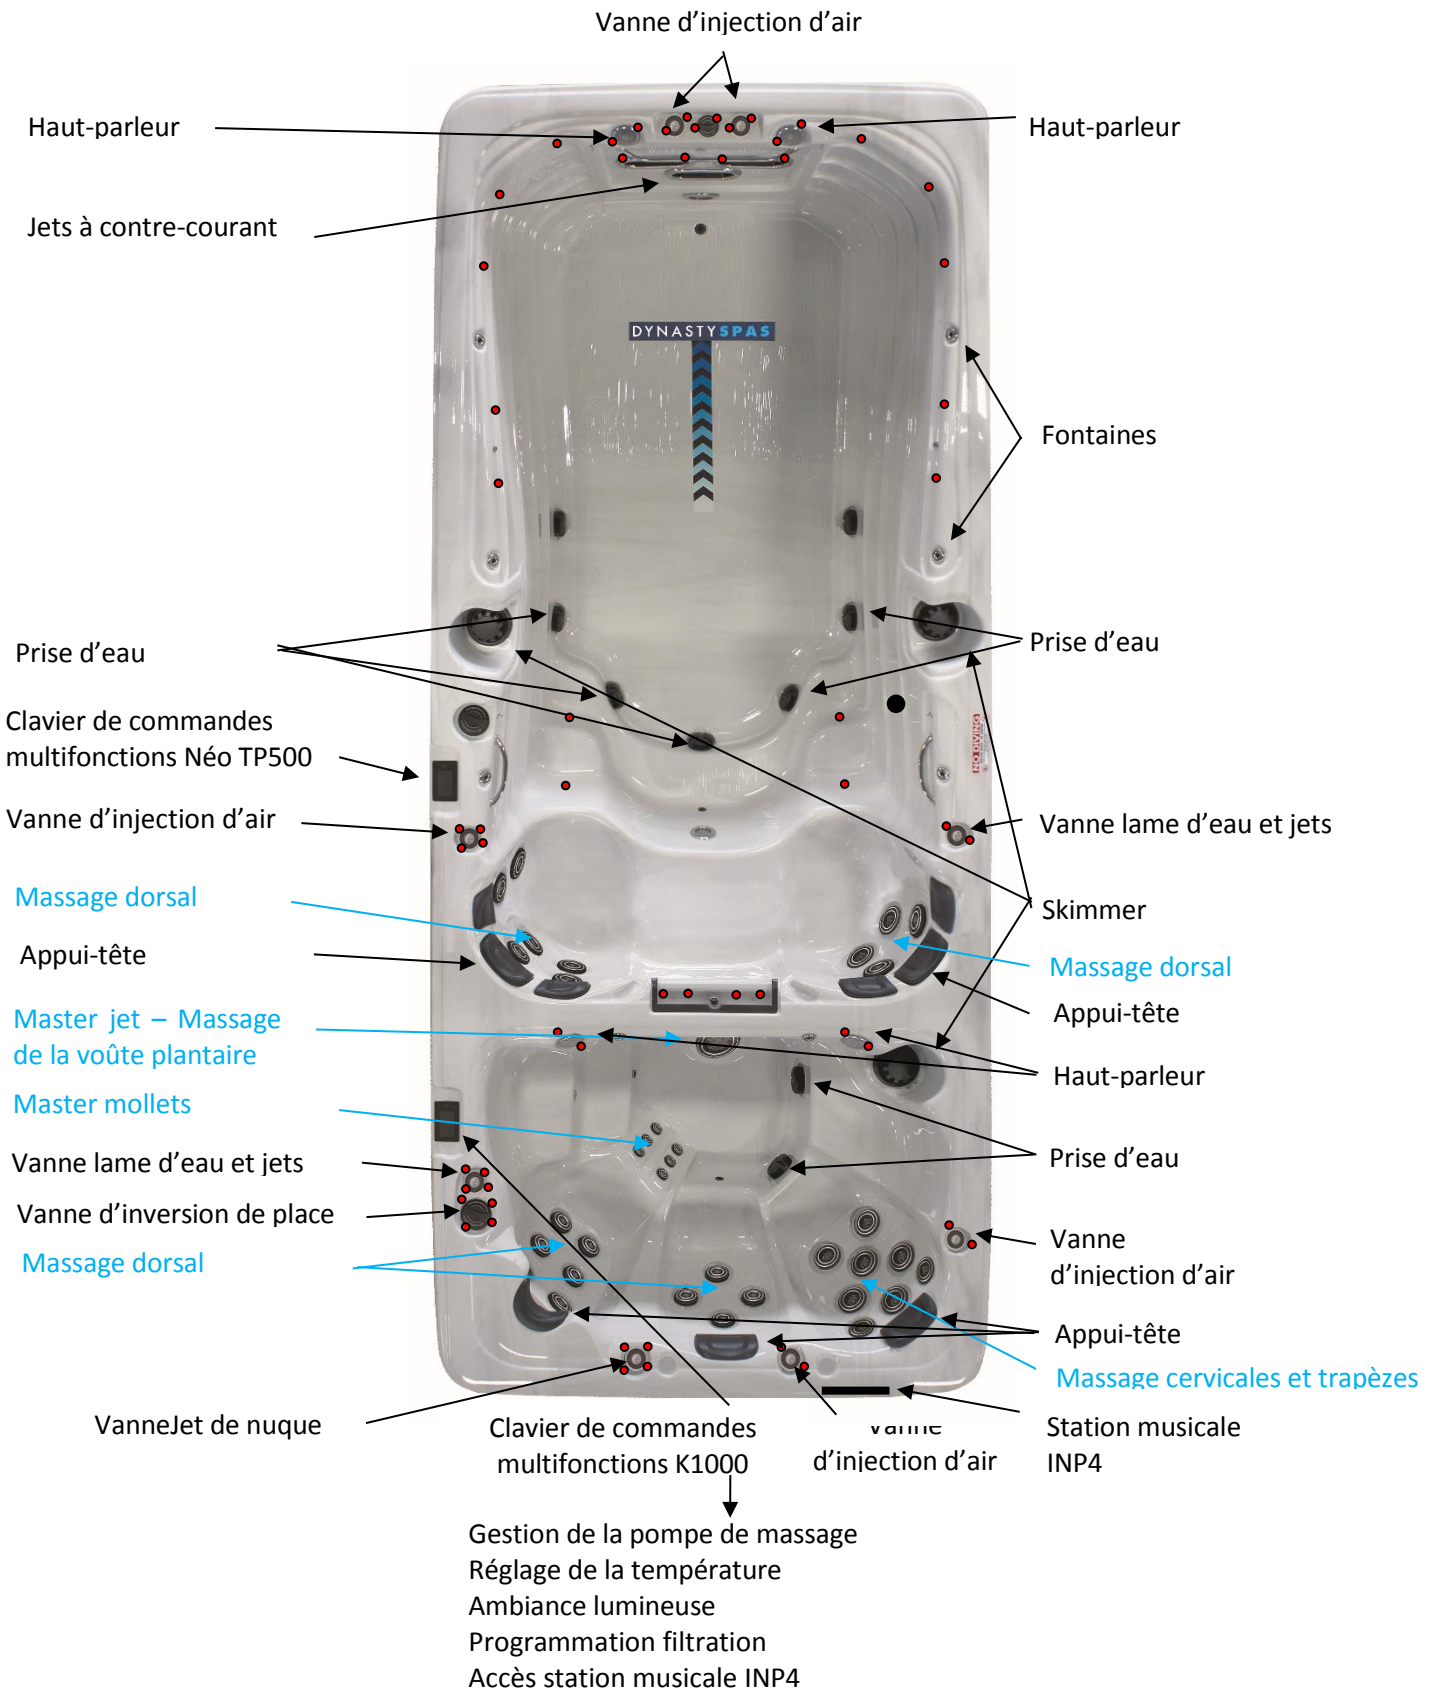 Vanne d'injection d'air
Haut-parleur
Haut-parleur
Jets à contre-courant
DYNASTYSPAS
Fontaines
Prise d'eau
Prise d'eau
Clavier de commandes
multifonctions Néo TP500
NO DIVING
Vanne d'injection d'air
Vanne lame d'eau et jets
Massage dorsal
Skimmer
Appui-tête
Massage dorsal
Appui-tête
Master jet – Massage
de la voûte plantaire
Haut-parleur
Master mollets
Vanne lame d'eau et jets
Prise d'eau
Vanne d'inversion de place
Vanne
d'injection d'air
Massage dorsal
Appui-tête
Massage cervicales et trapèzes
VanneJet de nuque
Clavier de commandes
multifonctions K1000
Vanne
d'injection d'air
Station musicale
INP4
Gestion de la pompe de massage
Réglage de la température
Ambiance lumineuse
Programmation filtration
Accès station musicale INP4